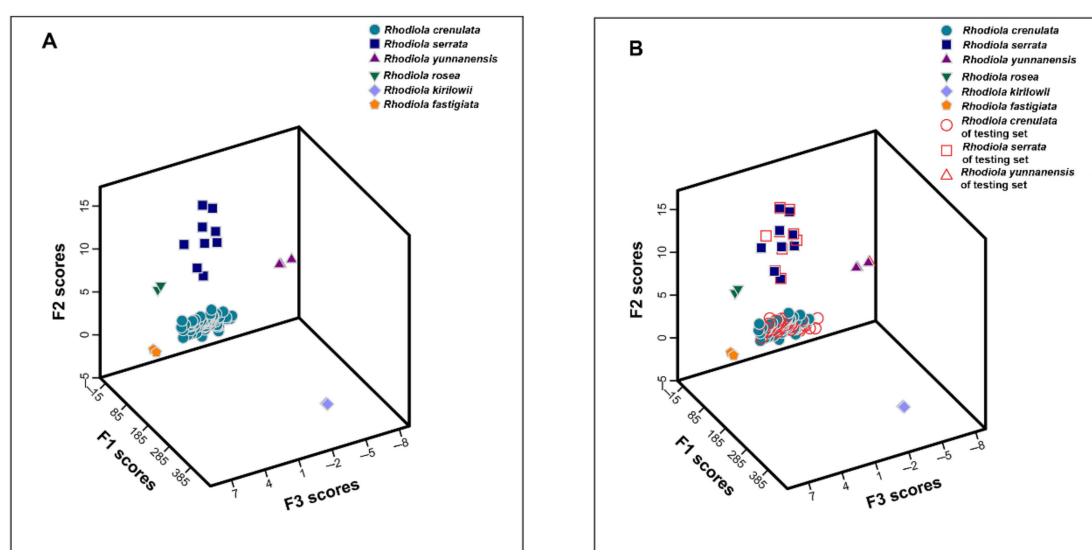 A
Rhodiola crenulata
Rhodiola serrata
Rhodiola yunnanensis
Rhodiola rosea
Rhodiola kirilowii
Rhodiola fastigiata
15
10
5
0
–5
F2 scores
–15
85
185
285
385
F1 scores
7
4
1
–2
–5
–8
F3 scores
B
Rhodiola crenulata
Rhodiola serrata
Rhodiola yunnanensis
Rhodiola rosea
Rhodiola kirilowii
Rhodiola fastigiata
Rhodiola crenulata
of testing set
Rhodiola serrata
of testing set
Rhodiola yunnanensis
of testing set
15
10
5
0
–5
F2 scores
–15
85
185
285
385
F1 scores
7
4
1
–2
–5
–8
F3 scores